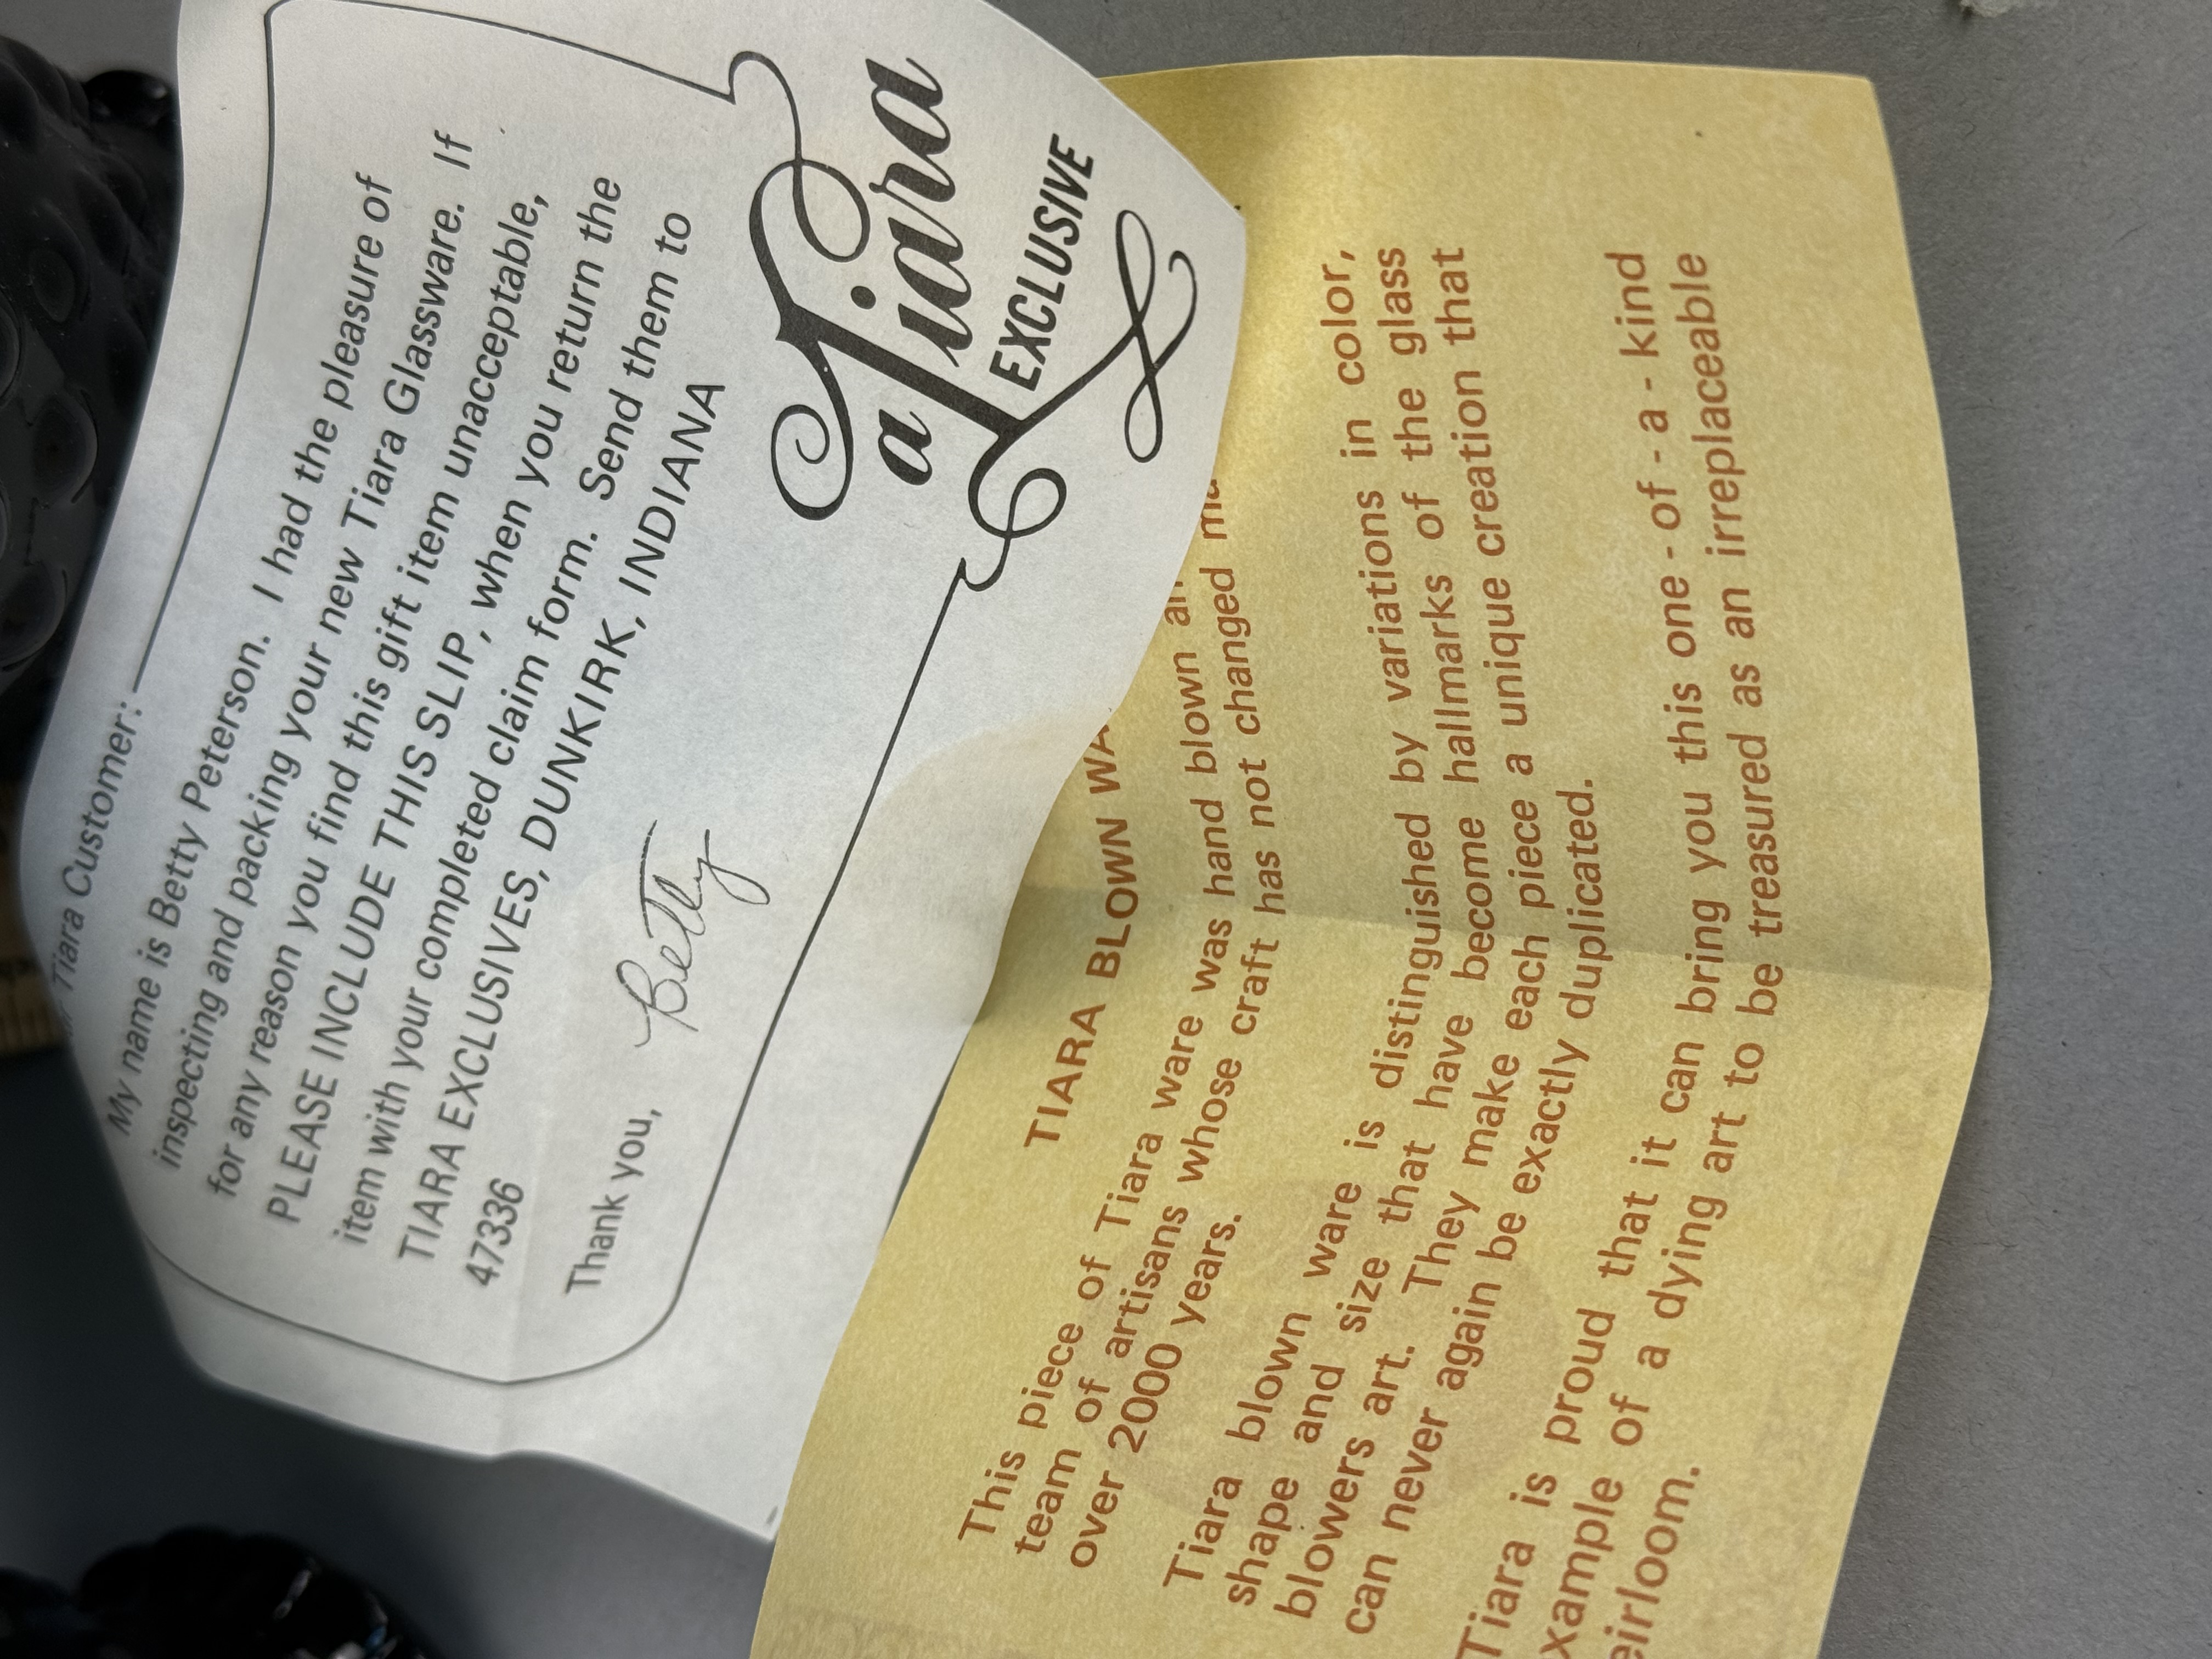 Tiara Customer:
My name is Betty Peterson. I had the pleasure of
inspecting and packing your new Tiara Glassware. If
for any reason you find this gift item unacceptable,
PLEASE INCLUDE THIS SLIP, when you return the
item with your completed claim form. Send them to
TIARA EXCLUSIVES, DUNKIRK, INDIANA
47336
Thank you,
Betty
a Tiara
EXCLUSIVE
TIARA BLOWN WA
This piece of Tiara ware was hand blown
team of artisans whose craft has not changed
over 2000 years.
Tiara blown ware is distinguished by variations in color,
shape and size that have become hallmarks of the glass
blowers art. They make each piece a unique creation that
can never again be exactly duplicated.
Tiara is proud that it can bring you this one - of - a - kind
xample of a dying art to be treasured as an irreplaceable
eirloom.